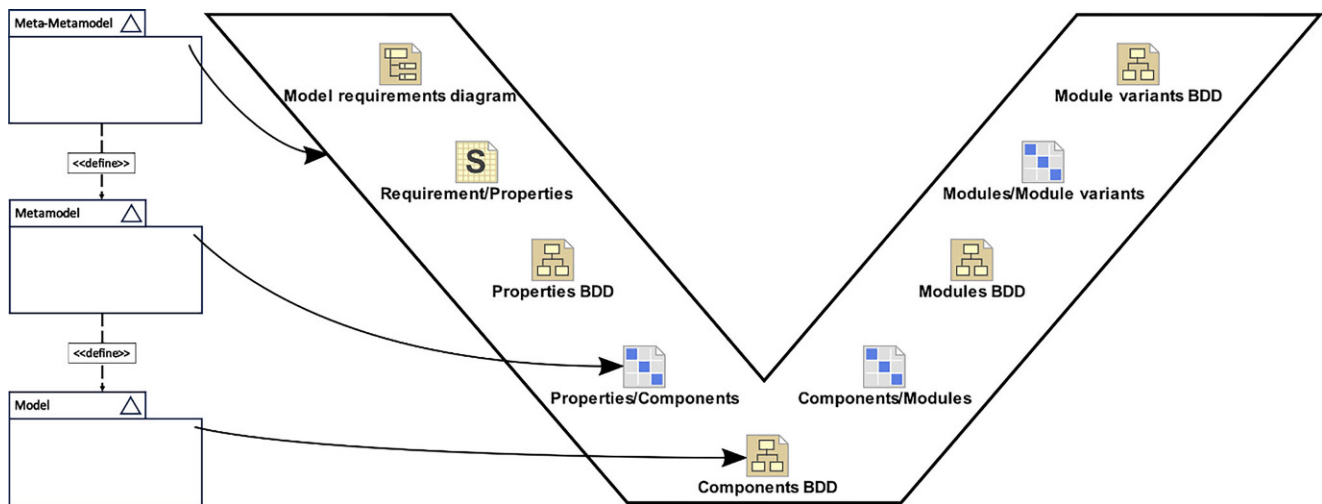 Meta-Metamodel
<<define>>
Metamodel
<<define>>
Model
Model requirements diagram
Requirement/Properties
S
Properties BDD
Properties/Components
Components BDD
Components/Modules
Modules BDD
Modules/Module variants
Module variants BDD